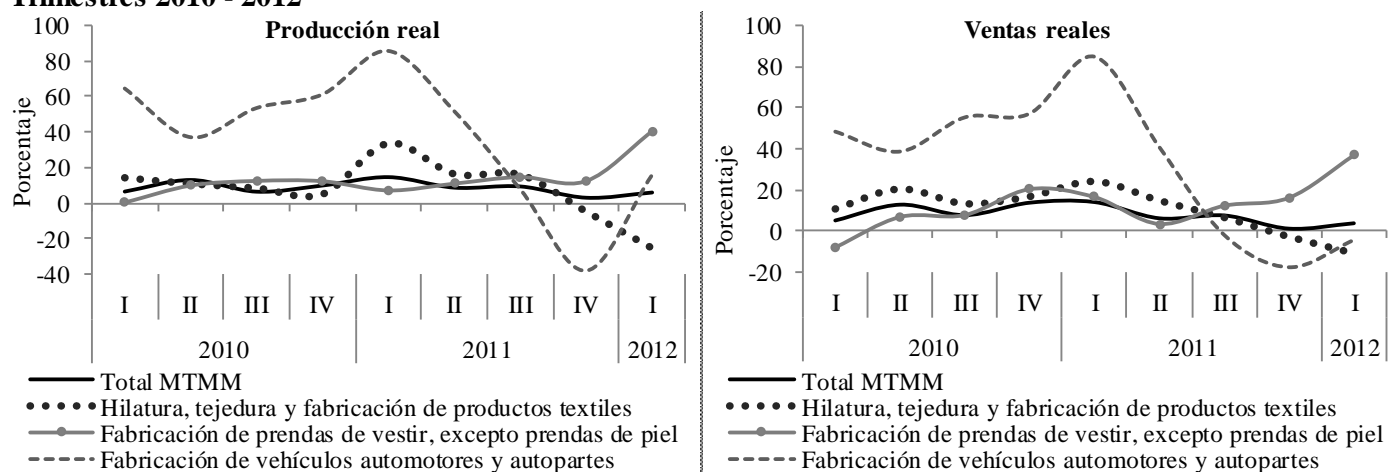 Trimestres 2010 - 2012
Producción real
Porcentaje
100
80
60
40
20
0
-20
-40
I II III IV I II III IV I
2010 2011 2012
Total MTMM
Hilatura, tejedura y fabricación de productos textiles
Fabricación de prendas de vestir, excepto prendas de piel
Fabricación de vehículos automotores y autopartes
Ventas reales
Porcentaje
100
80
60
40
20
0
-20
I II III IV I II III IV I
2010 2011 2012
Total MTMM
Hilatura, tejedura y fabricación de productos textiles
Fabricación de prendas de vestir, excepto prendas de piel
Fabricación de vehículos automotores y autopartes